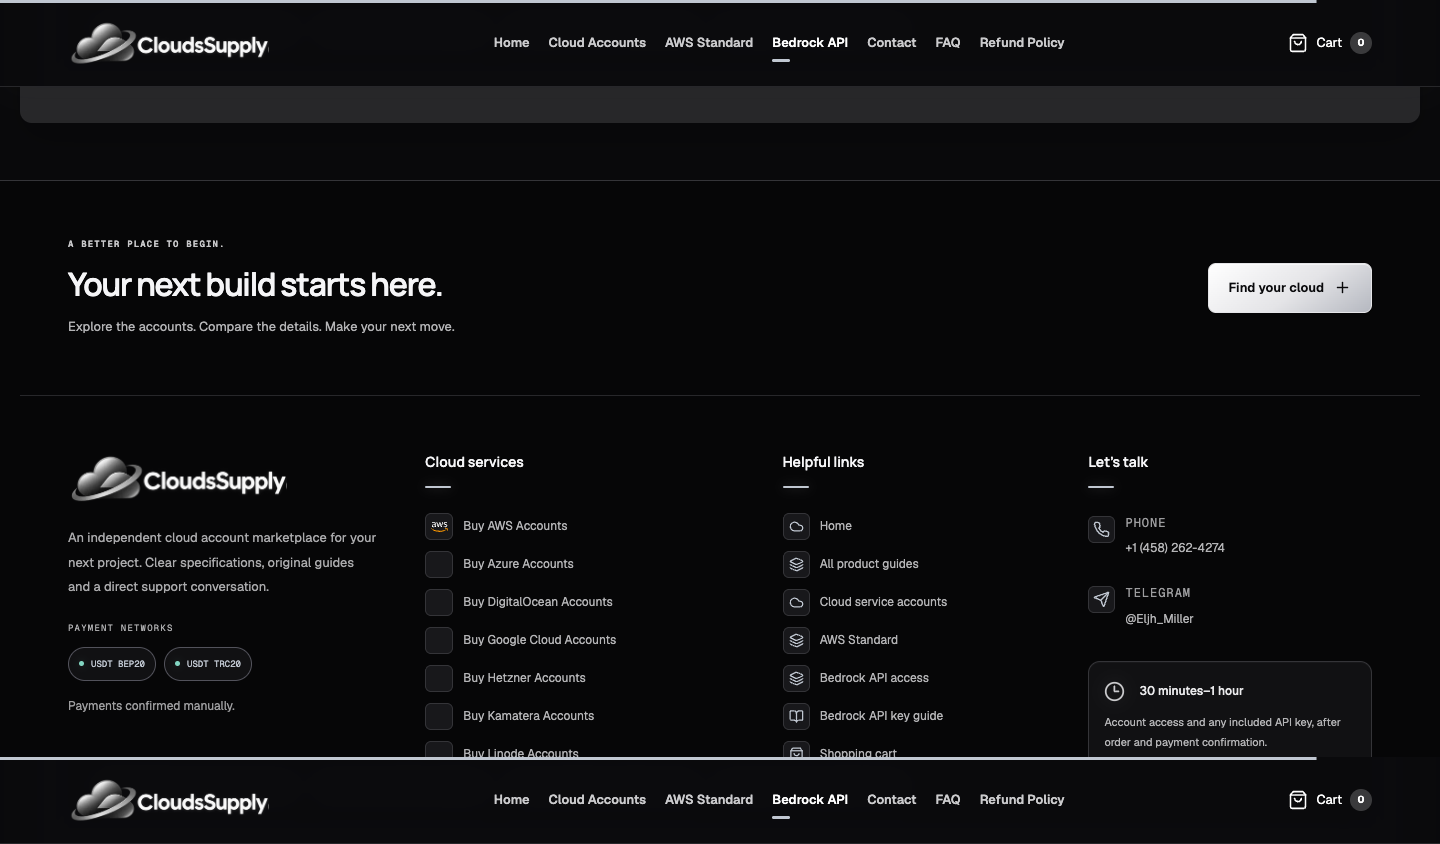 CloudsSupply
Home Cloud Accounts AWS Standard Bedrock API Contact FAQ Refund Policy
Cart 0
A BETTER PLACE TO BEGIN.
Your next build starts here.
Explore the accounts. Compare the details. Make your next move.
Find your cloud
CloudsSupply
An independent cloud account marketplace for your
next project. Clear specifications, original guides
and a direct support conversation.
PAYMENT NETWORKS
USDT BEP20 USDT TRC20
Payments confirmed manually.
Cloud services
aws
Buy AWS Accounts
Buy Azure Accounts
Buy DigitalOcean Accounts
Buy Google Cloud Accounts
Buy Hetzner Accounts
Buy Kamatera Accounts
Buy Linode Accounts
Helpful links
Home
All product guides
Cloud service accounts
AWS Standard
Bedrock API access
Bedrock API key guide
Shopping cart
Let's talk
PHONE
+1 (458) 262-4274
TELEGRAM
@Eljh_Miller
30 minutes–1 hour
Account access and any included API key, after
order and payment confirmation.
CloudsSupply
Home Cloud Accounts AWS Standard Bedrock API Contact FAQ Refund Policy
Cart 0